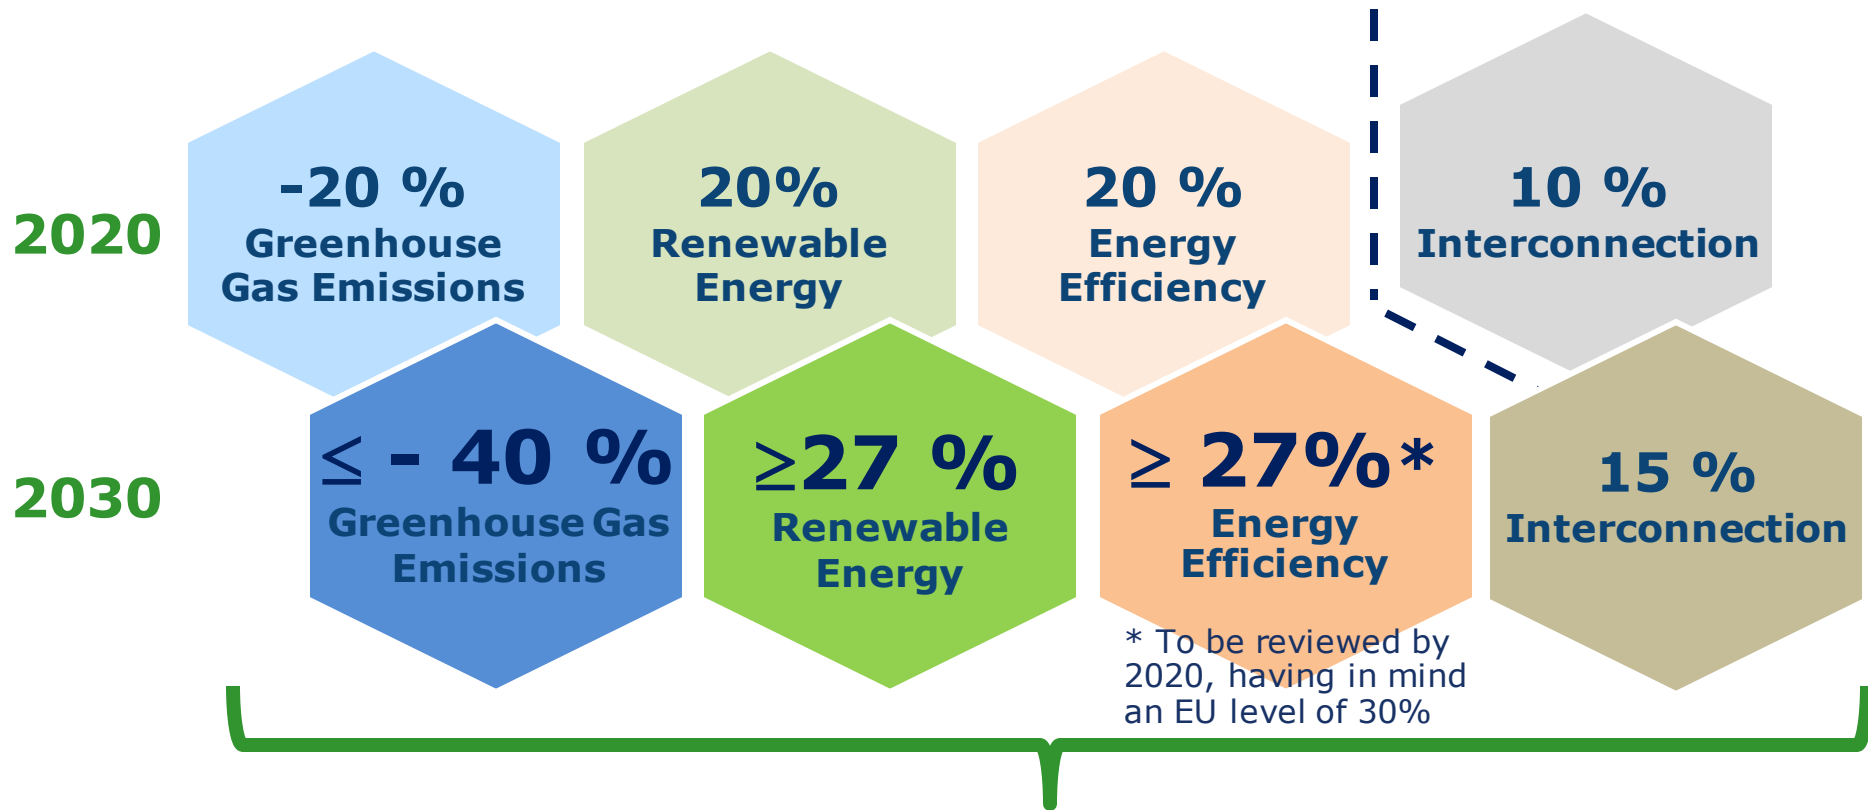 2020
-20 %
Greenhouse
Gas Emissions
20%
Renewable
Energy
20 %
Energy
Efficiency
10 %
Interconnection
2030
≤ - 40 %
Greenhouse Gas
Emissions
≥27 %
Renewable
Energy
≥ 27%*
Energy
Efficiency
* To be reviewed by
2020, having in mind
an EU level of 30%
15 %
Interconnection